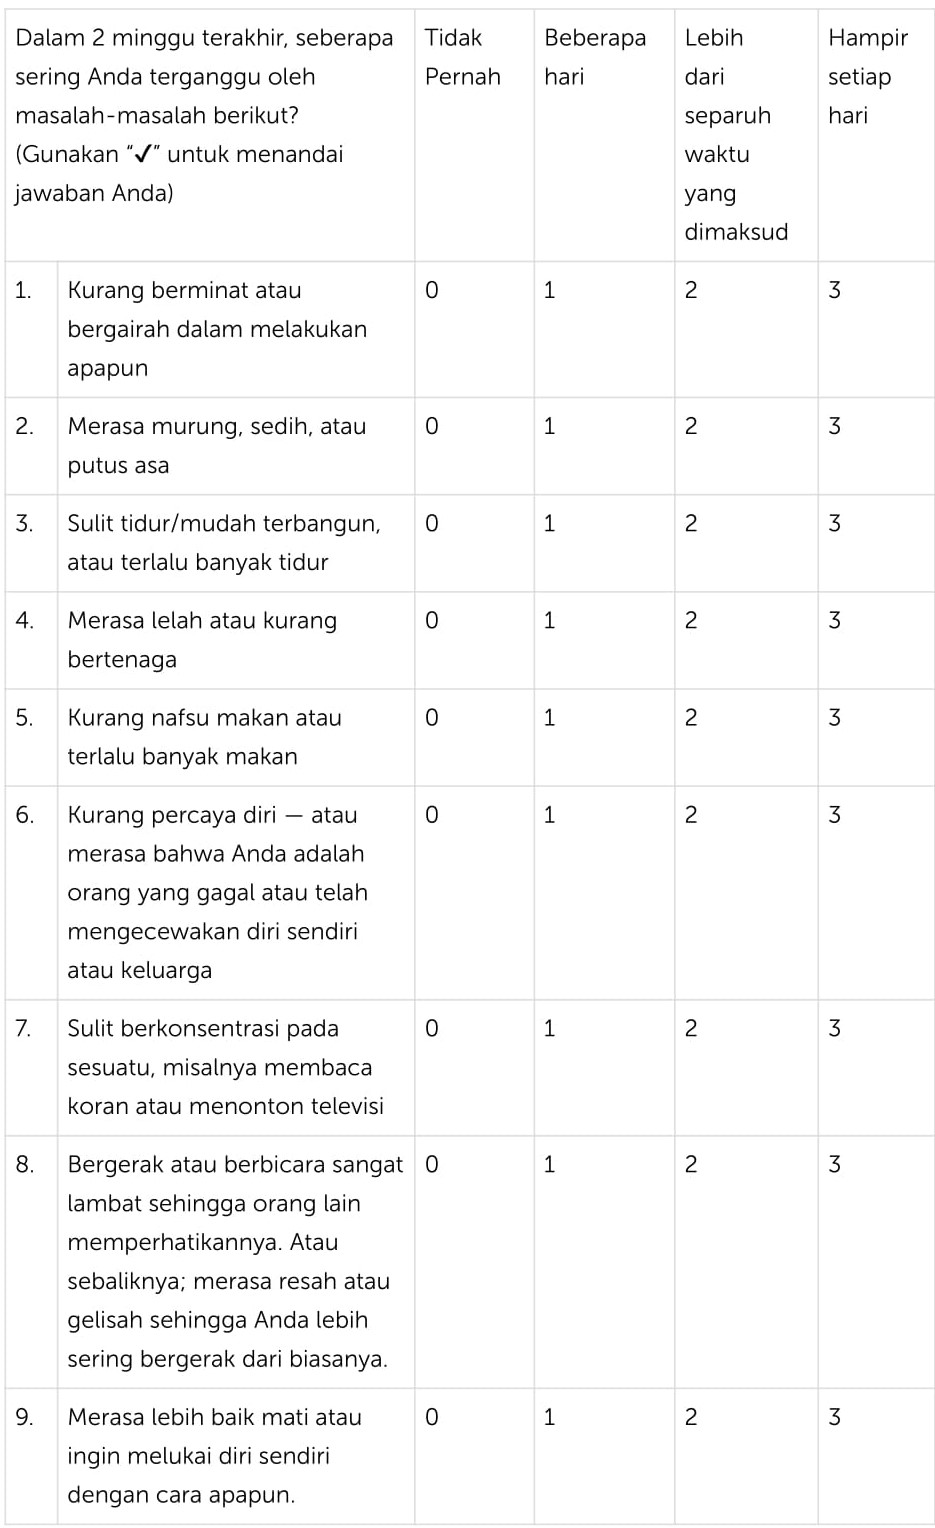 Dalam 2 minggu terakhir, seberapa
sering Anda terganggu oleh
masalah-masalah berikut?
(Gunakan “✓” untuk menandai
jawaban Anda)
Tidak
Pernah
Beberapa
hari
Lebih
dari
separuh
waktu
yang
dimaksud
Hampir
setiap
hari
1. Kurang berminat atau 0 1 2 3
bergairah dalam melakukan
apapun
2. Merasa murung, sedih, atau 0 1 2 3
putus asa
3. Sulit tidur/mudah terbangun, 0 1 2 3
atau terlalu banyak tidur
4. Merasa lelah atau kurang 0 1 2 3
bertenaga
5. Kurang nafsu makan atau 0 1 2 3
terlalu banyak makan
6. Kurang percaya diri — atau 0 1 2 3
merasa bahwa Anda adalah
orang yang gagal atau telah
mengecewakan diri sendiri
atau keluarga
7. Sulit berkonsentrasi pada 0 1 2 3
sesuatu, misalnya membaca
koran atau menonton televisi
8. Bergerak atau berbicara sangat 0 1 2 3
lambat sehingga orang lain
memperhatikannya. Atau
sebaliknya; merasa resah atau
gelisah sehingga Anda lebih
sering bergerak dari biasanya.
9. Merasa lebih baik mati atau 0 1 2 3
ingin melukai diri sendiri
dengan cara apapun.